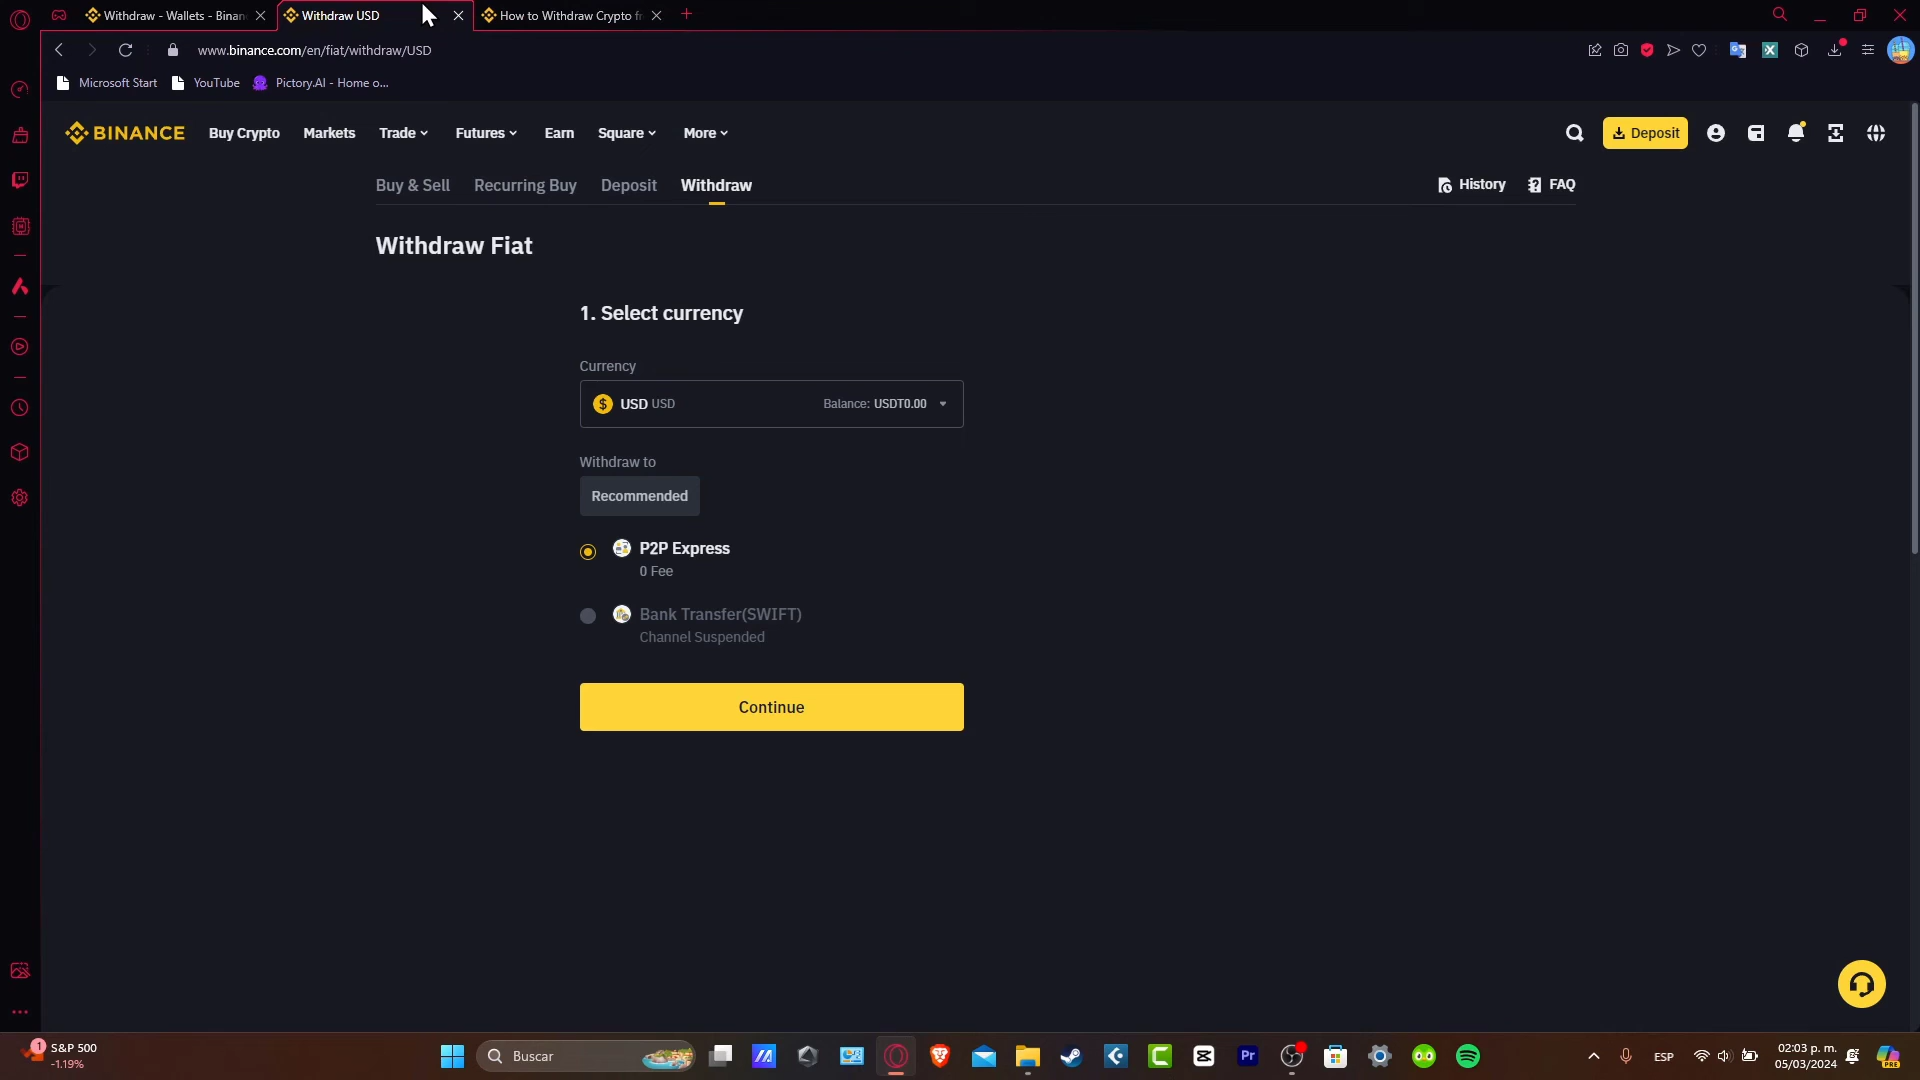 Withdraw - Wallets - Binan
Withdraw USD
How to Withdraw Crypto fr
www.binance.com/en/fiat/withdraw/USD
Microsoft Start
YouTube
Pictory.AI - Home o...
BINANCE
Buy Crypto
Markets
Trade
Futures
Earn
Square
More
Deposit
Buy & Sell
Recurring Buy
Deposit
Withdraw
History
FAQ
Withdraw Fiat
1. Select currency
Currency
USD USD
Balance: USDT0.00
Withdraw to
Recommended
P2P Express
0 Fee
Bank Transfer(SWIFT)
Channel Suspended
Continue
1
S&P 500
-1.19%
Buscar
Pr
ESP
02:03 p. m.
05/03/2024
PRE